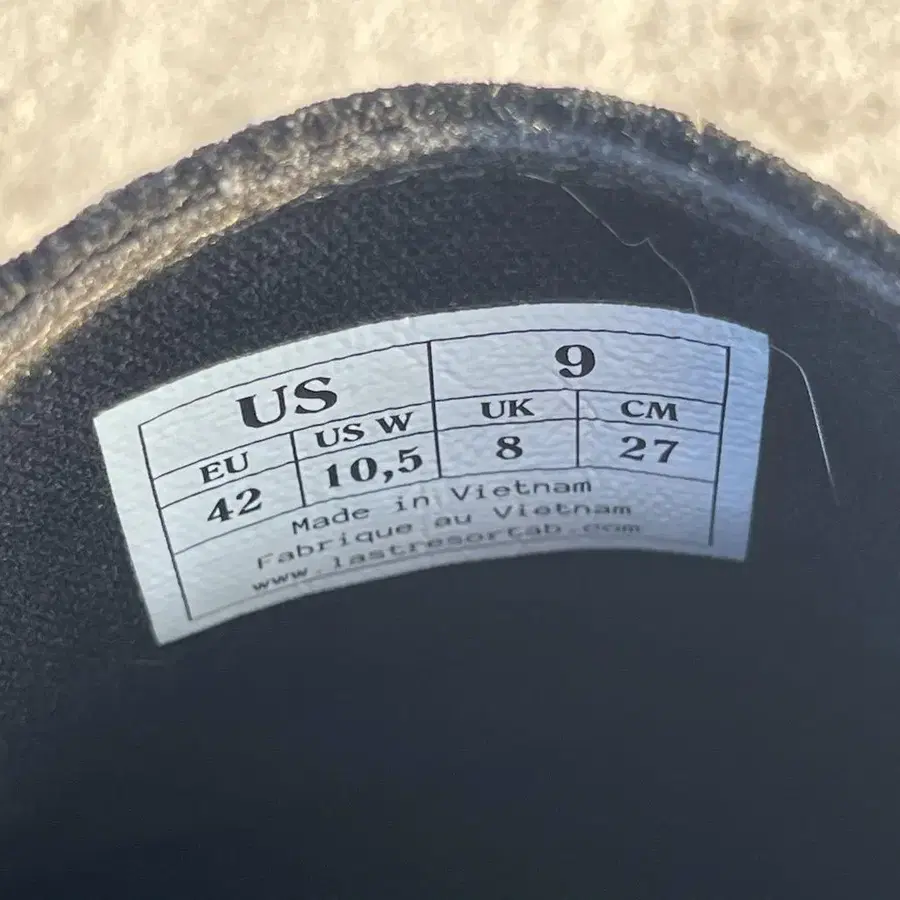 US 9
EU US W UK CM
42 10,5 8 27
Made in Vietnam
Fabrique au Vietnam
www.lastresortab.com